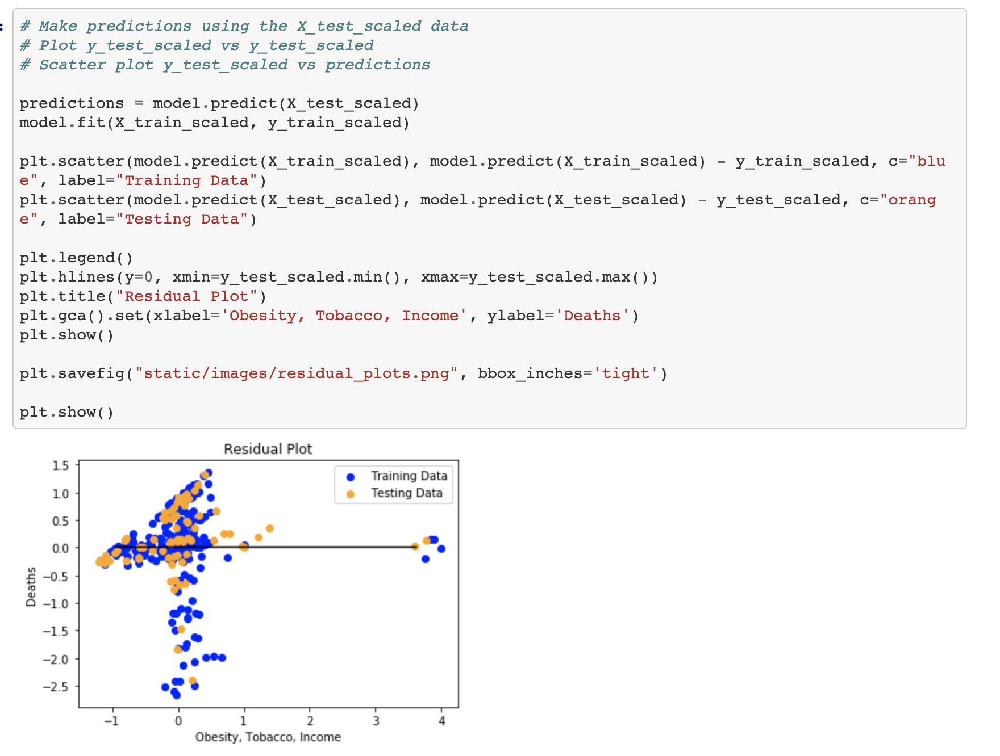 :
# Make predictions using the X_test_scaled data
# Plot y_test_scaled vs y_test_scaled
# Scatter plot y_test_scaled vs predictions
predictions = model.predict(X_test_scaled)
model.fit(X_train_scaled, y_train_scaled)
plt.scatter(model.predict(X_train_scaled), model.predict(X_train_scaled) - y_train_scaled, c="blu
e", label="Training Data")
plt.scatter(model.predict(X_test_scaled), model.predict(X_test_scaled) - y_test_scaled, c="orang
e", label="Testing Data")
plt.legend()
plt.hlines(y=0, xmin=y_test_scaled.min(), xmax=y_test_scaled.max())
plt.title("Residual Plot")
plt.gca().set(xlabel='Obesity, Tobacco, Income', ylabel='Deaths')
plt.show()
plt.savefig("static/images/residual_plots.png", bbox_inches='tight')
plt.show()
Residual Plot
Training Data
Testing Data
1.5
1.0
0.5
0.0
−0.5
−1.0
−1.5
−2.0
−2.5
Deaths
−1 0 1 2 3 4
Obesity, Tobacco, Income